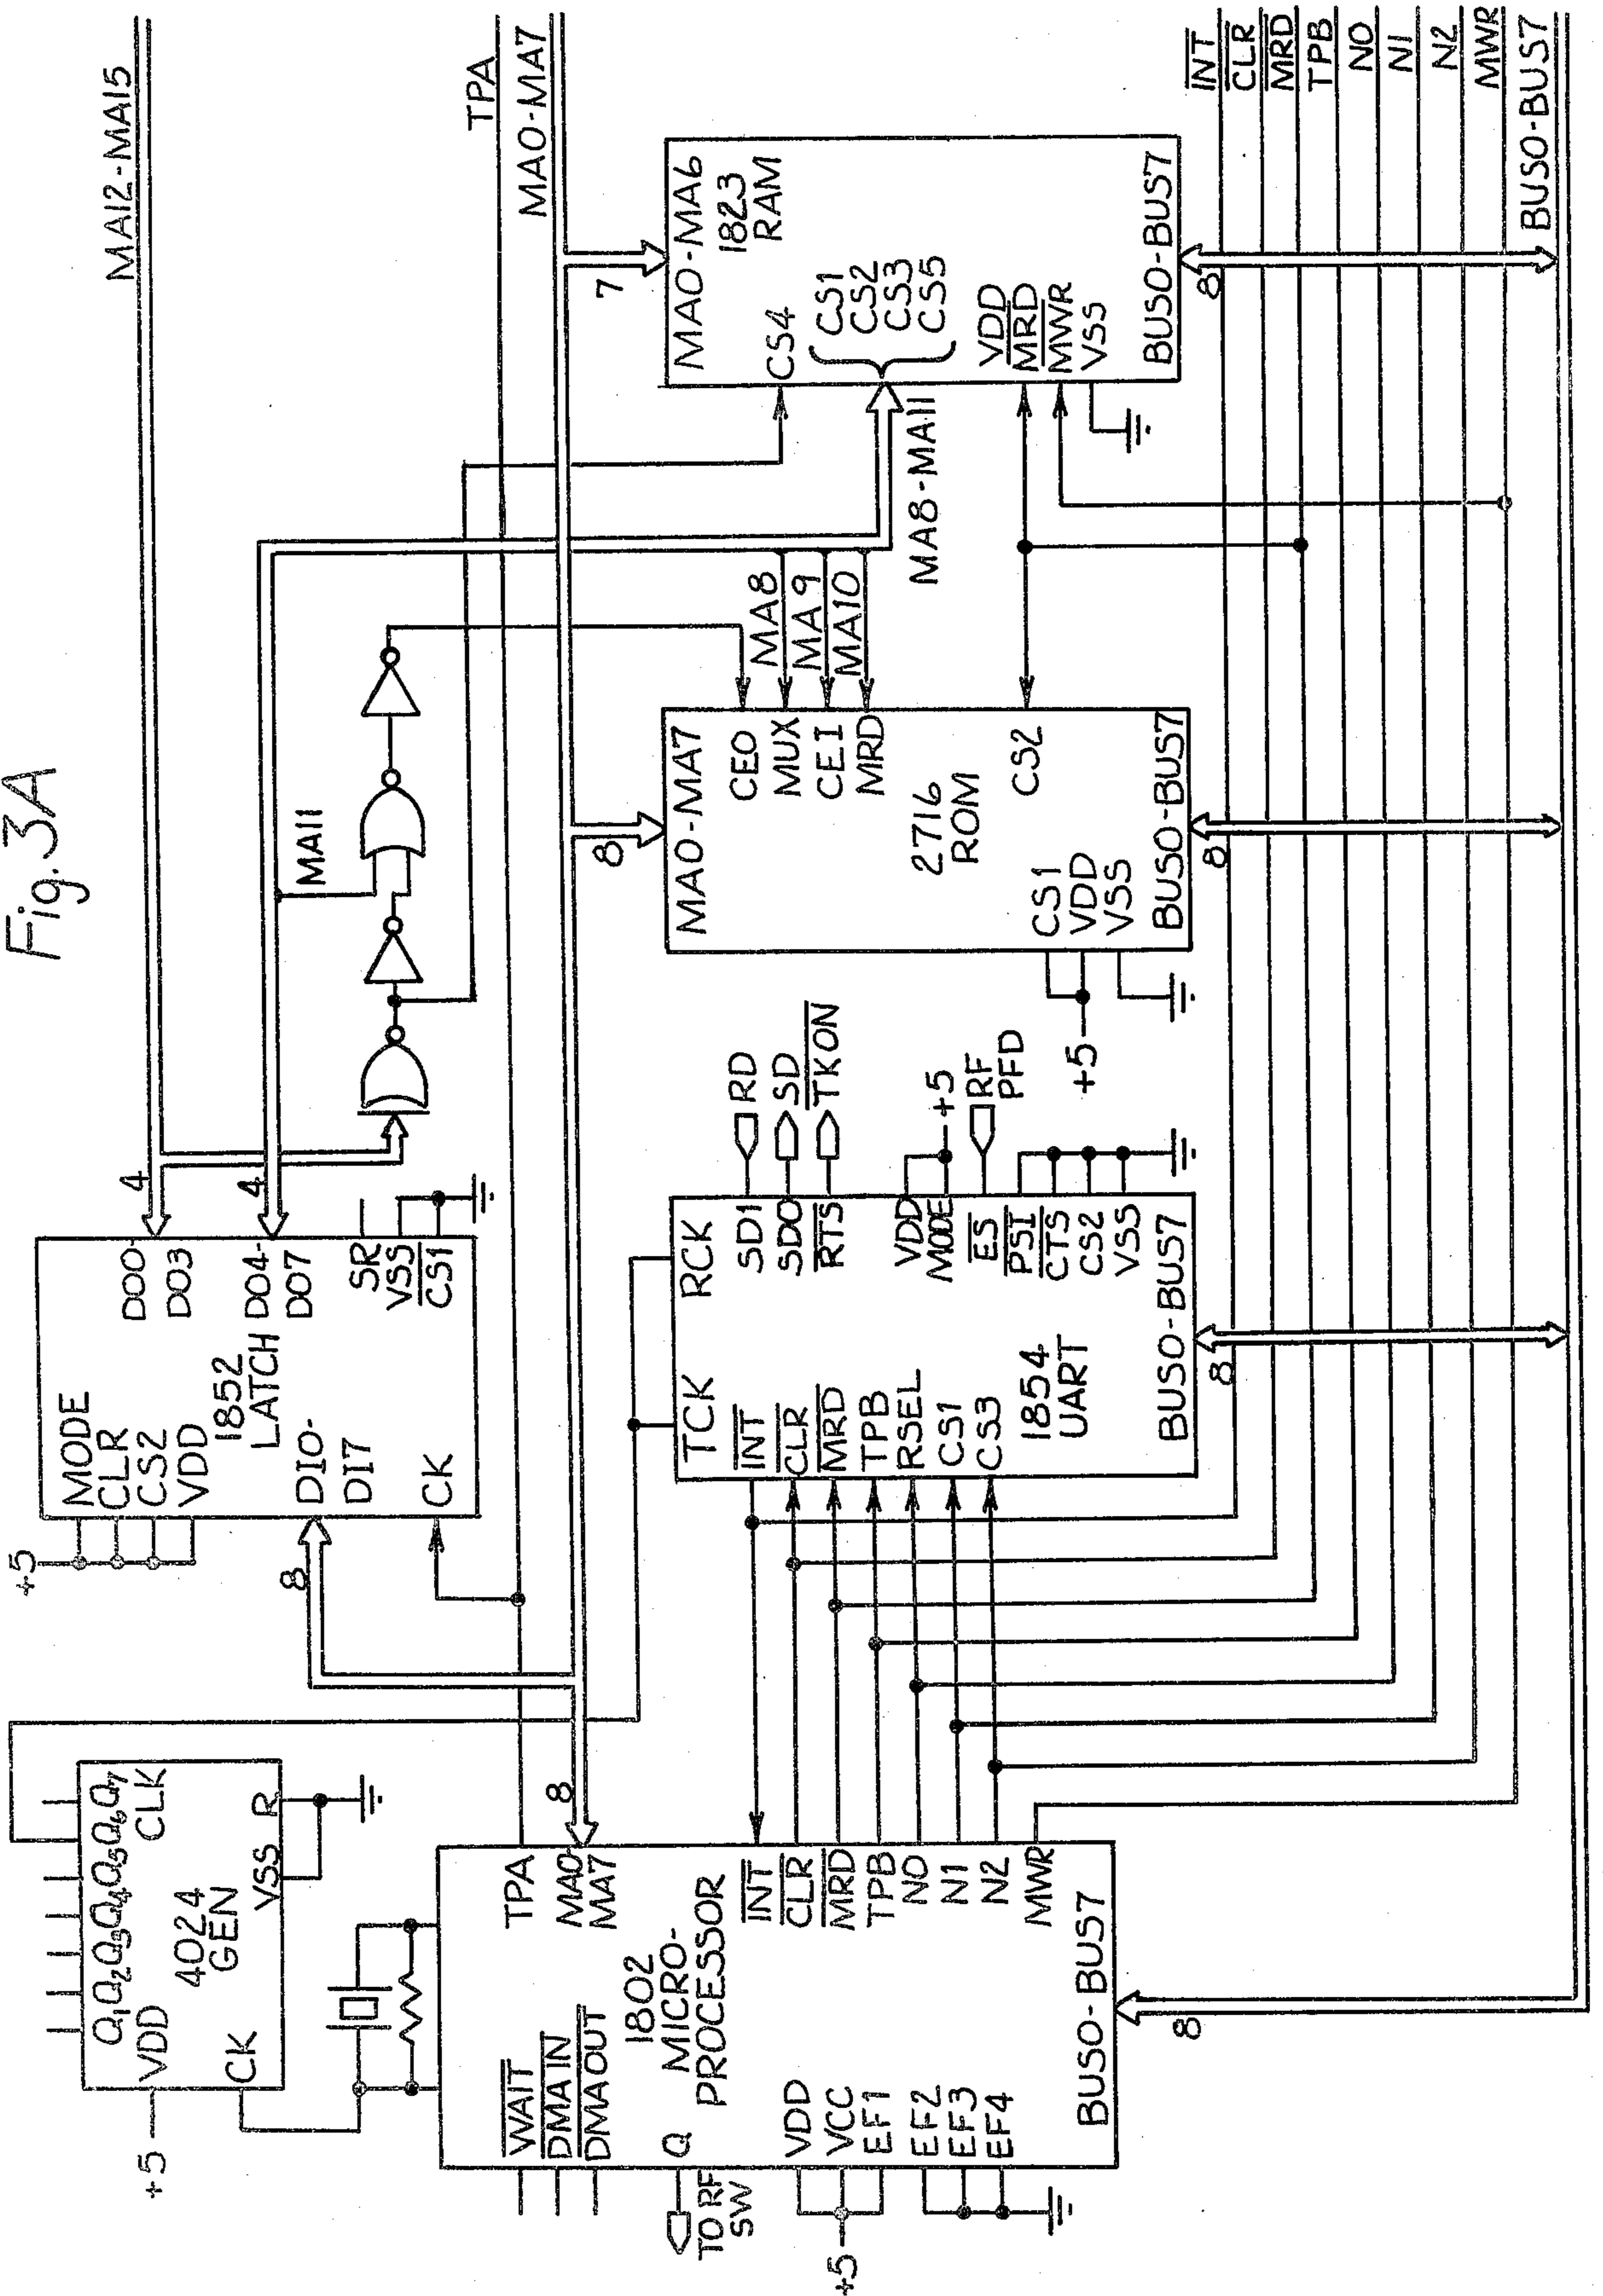 Fig. 3A
MA12-MA15
TPA
MA0-MA7
+5
MODE
CLR
CS2
VDD
1852
LATCH
DI0-
DI7
CK
DO0-
DO3
DO4-
DO7
SR
VSS
CS1
4
4
8
MA11
+5
VDD
Q1 Q2 Q3 Q4 Q5 Q6 Q7
4024
GEN
CLK
CK
VSS
R
WAIT
DMA IN
DMA OUT
Q
TO RF
SW
1802
MICRO-
PROCESSOR
TPA
MA0-
MA7
8
INT
CLR
MRD
TPB
N0
N1
N2
MWR
VDD
VCC
EF1
EF2
EF3
EF4
+5
BUS0-BUS7
8
TCK
RCK
INT
CLR
MRD
TPB
RSEL
CS1
CS3
1854
UART
SD1
SDO
RTS
VDD
MODE
ES
PSI
CTS
CS2
VSS
BUS0-BUS7
8
RD
SD
TKON
+5
RF
PFD
8
MA0-MA7
CEO
MUX
CEI
MRD
2716
ROM
CS2
CS1
VDD
VSS
+5
BUS0-BUS7
8
MA8
MA9
MA10
MA8-MA11
7
MA0-MA6
1823
RAM
CS4
CS1
CS2
CS3
CS5
VDD
MRD
MWR
VSS
BUS0-BUS7
8
INT
CLR
MRD
TPB
N0
N1
N2
MWR
BUS0-BUS7